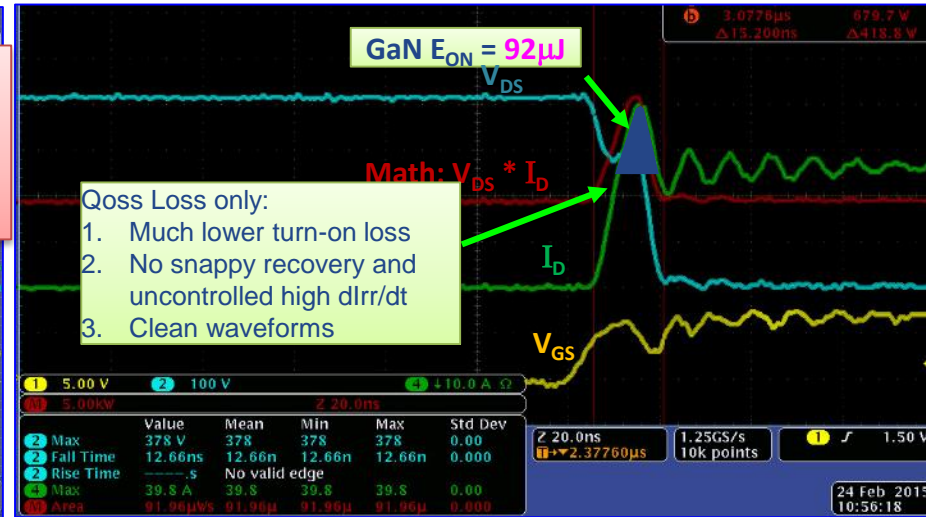 b 3.0776µs 679.7 W
Δ15.200ns Δ418.8 W
GaN EON = 92µJ
VDS
Math: VDS * ID
Qoss Loss only:
1. Much lower turn-on loss
2. No snappy recovery and
uncontrolled high dIrr/dt
3. Clean waveforms
ID
VGS
1 5.00 V 2 100 V 4 ↓10.0 A Ω
M 5.00kW Z 20.0ns
Value Mean Min Max Std Dev
2 Max 378 V 378 378 378 0.00
2 Fall Time 12.66ns 12.66n 12.66n 12.66n 0.000
2 Rise Time ----.s No valid edge
4 Max 39.8 A 39.8 39.8 39.8 0.00
M Area 91.96µWs 91.96µ 91.96µ 91.96µ 0.000
Z 20.0ns
T→▼2.37760µs
1.25GS/s
10k points
1 ʃ 1.50 V
24 Feb 2015
10:56:18